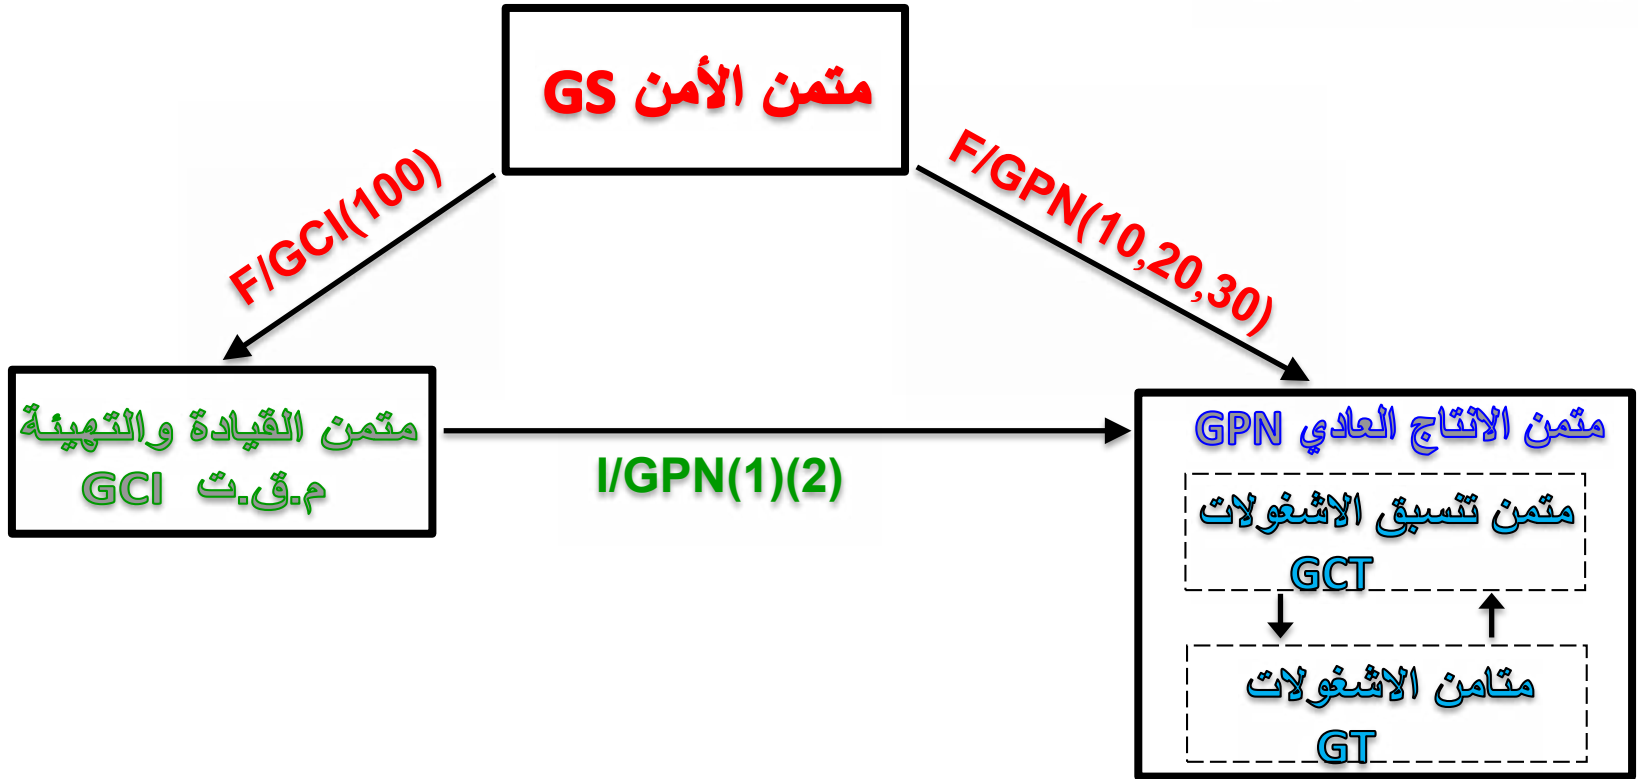 متمن الأمن GS
F/GCI(100)
F/GPN(10,20,30)
متمن القيادة والتهيئة
م.ق.ت GCI
I/GPN(1)(2)
متمن الانتاج العادي GPN
متمن تنسبق الاشغولات
GCT
متامن الاشغولات
GT